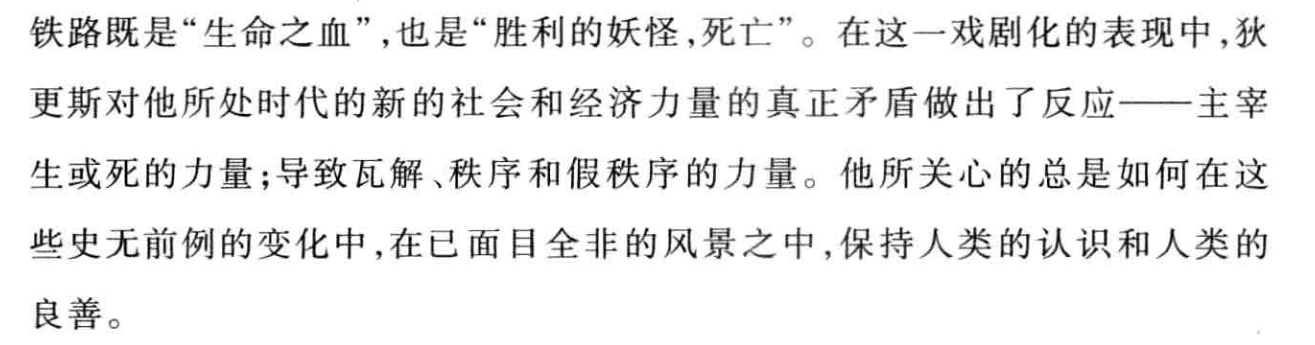 铁路既是“生命之血”,也是“胜利的妖怪,死亡”。在这一戏剧化的表现中,狄
更斯对他所处时代的新的社会和经济力量的真正矛盾做出了反应——主宰
生或死的力量;导致瓦解、秩序和假秩序的力量。他所关心的总是如何在这
些史无前例的变化中,在已面目全非的风景之中,保持人类的认识和人类的
良善。